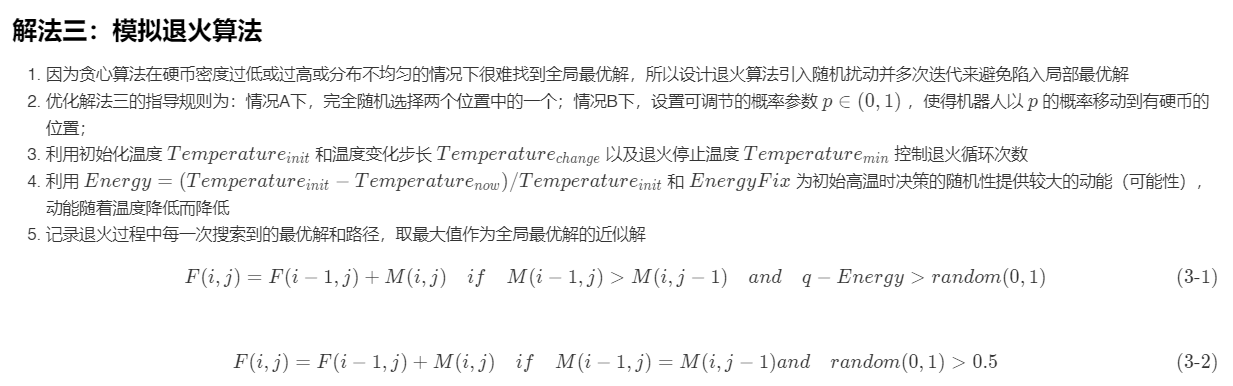 解法三：模拟退火算法
1. 因为贪心算法在硬币密度过低或过高或分布不均匀的情况下很难找到全局最优解，所以设计退火算法引入随机扰动并多次迭代来避免陷入局部最优解
2. 优化解法三的指导规则为：情况A下，完全随机选择两个位置中的一个；情况B下，设置可调节的概率参数 p ∈ (0, 1) ，使得机器人以 p 的概率移动到有硬币的
位置；
3. 利用初始化温度 Temperature_init 和温度变化步长 Temperature_change 以及退火停止温度 Temperature_min 控制退火循环次数
4. 利用 Energy = (Temperature_init − Temperature_now)/Temperature_init 和 EnergyFix 为初始高温时决策的随机性提供较大的动能（可能性），
动能随着温度降低而降低
5. 记录退火过程中每一次搜索到的最优解和路径，取最大值作为全局最优解的近似解
F(i, j) = F(i − 1, j) + M(i, j) if M(i − 1, j) > M(i, j − 1) and q − Energy > random(0, 1) (3-1)
F(i, j) = F(i − 1, j) + M(i, j) if M(i − 1, j) = M(i, j − 1)and random(0, 1) > 0.5 (3-2)